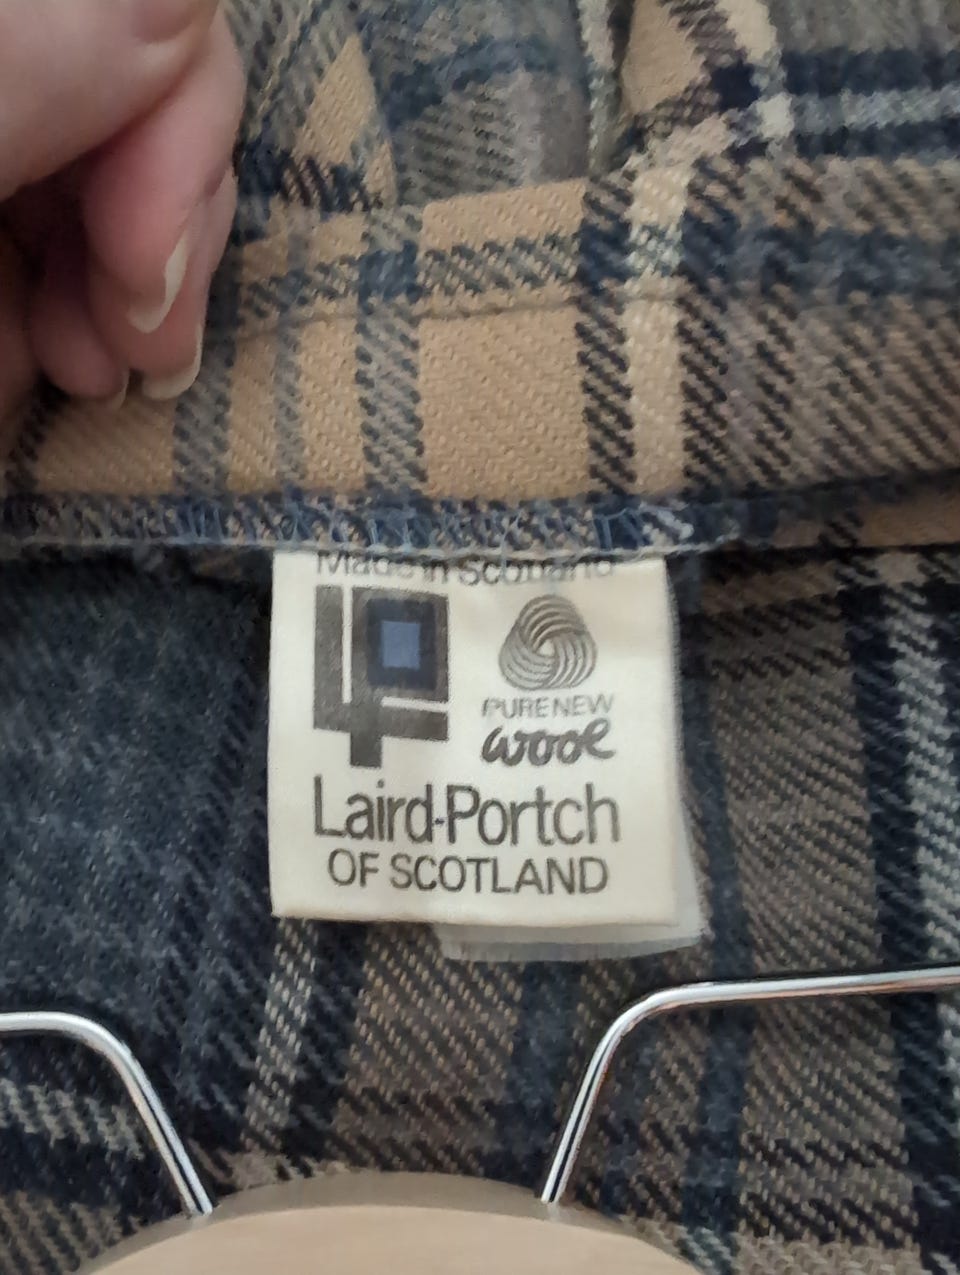 Made in Scotland
PURE NEW
wool
Laird-Portch
OF SCOTLAND